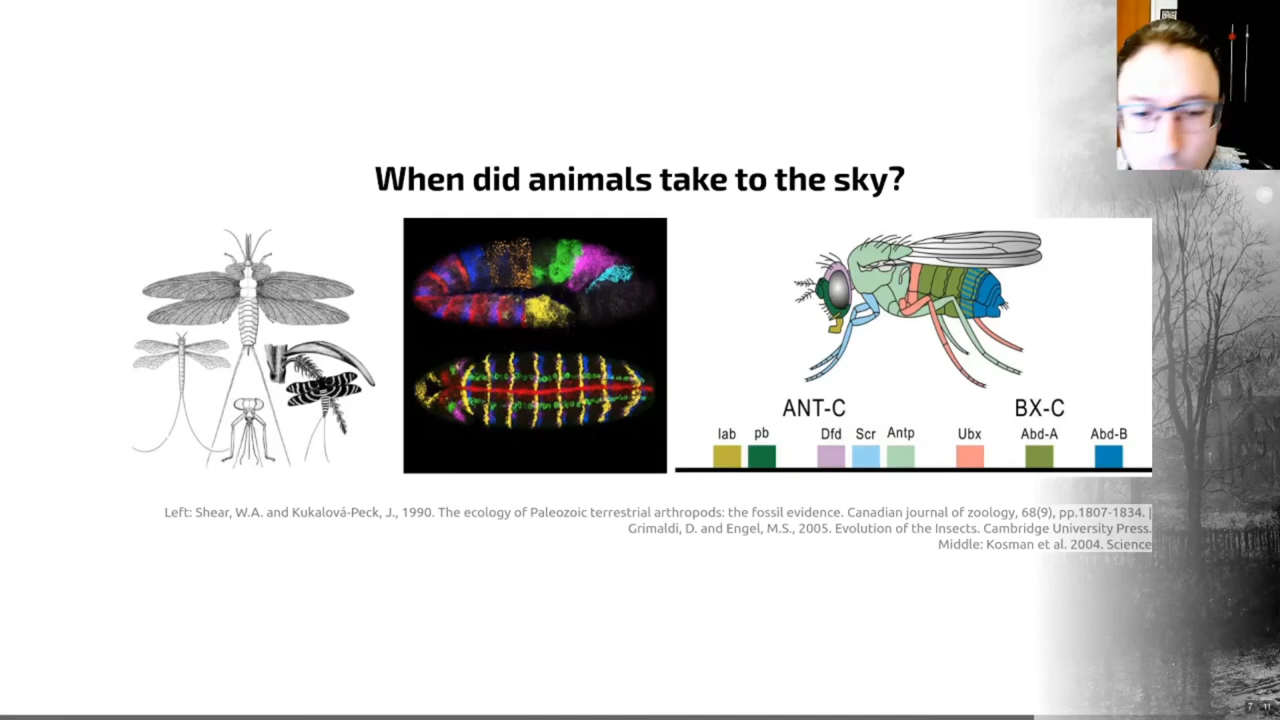 When did animals take to the sky?
ANT-C
BX-C
lab
pb
Dfd
Scr
Antp
Ubx
Abd-A
Abd-B
Left: Shear, W.A. and Kukalová-Peck, J., 1990. The ecology of Paleozoic terrestrial arthropods: the fossil evidence. Canadian journal of zoology, 68(9), pp.1807-1834. |
Grimaldi, D. and Engel, M.S., 2005. Evolution of the Insects. Cambridge University Press.
Middle: Kosman et al. 2004. Science
7 11